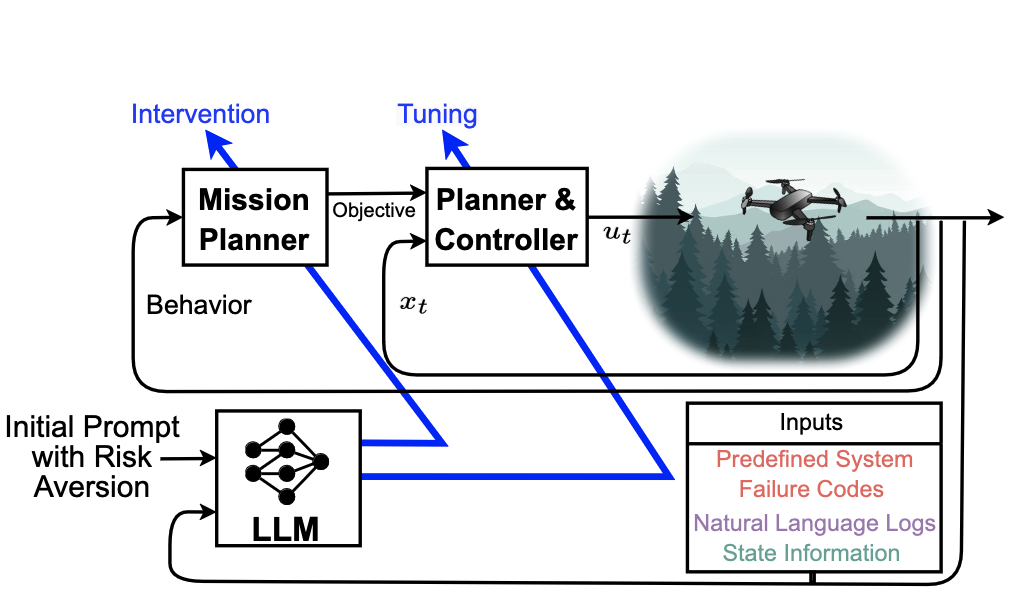 Intervention
Tuning
Mission
Planner
Objective
Planner &
Controller
u_t
Behavior
x_t
Initial Prompt
with Risk
Aversion
LLM
Inputs
Predefined System
Failure Codes
Natural Language Logs
State Information